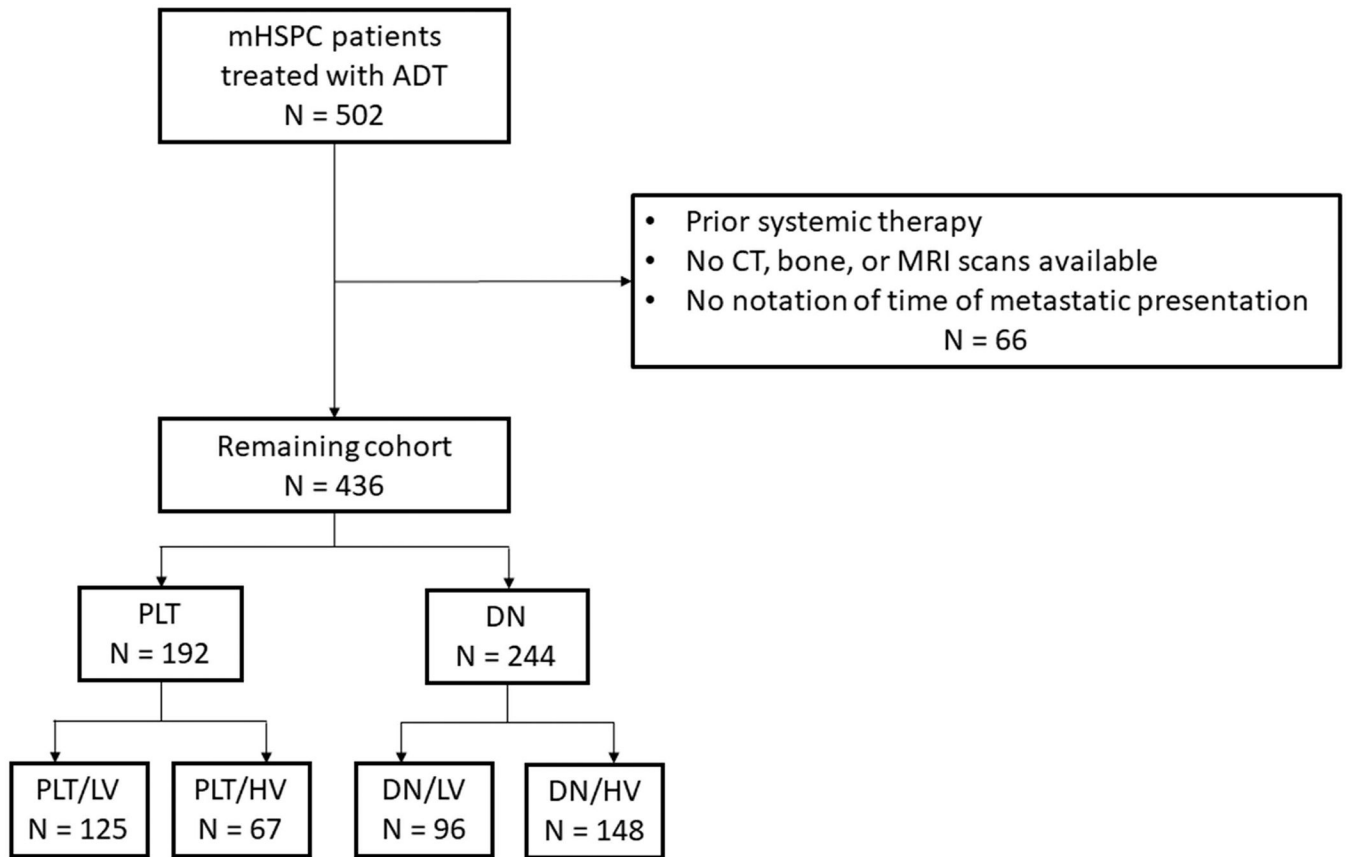 mHSPC patients
treated with ADT
N = 502
• Prior systemic therapy
• No CT, bone, or MRI scans available
• No notation of time of metastatic presentation
N = 66
Remaining cohort
N = 436
PLT
N = 192
DN
N = 244
PLT/LV
N = 125
PLT/HV
N = 67
DN/LV
N = 96
DN/HV
N = 148